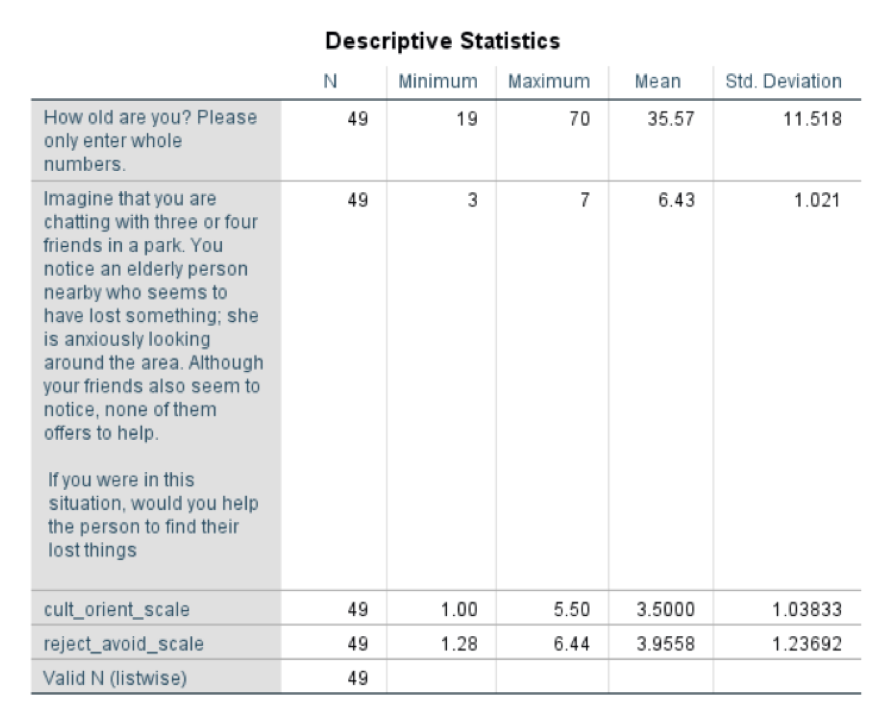 Descriptive Statistics
N Minimum Maximum Mean Std. Deviation
How old are you? Please 49 19 70 35.57 11.518
only enter whole
numbers.
Imagine that you are 49 3 7 6.43 1.021
chatting with three or four
friends in a park. You
notice an elderly person
nearby who seems to
have lost something; she
is anxiously looking
around the area. Although
your friends also seem to
notice, none of them
offers to help.
If you were in this
situation, would you help
the person to find their
lost things
cult_orient_scale 49 1.00 5.50 3.5000 1.03833
reject_avoid_scale 49 1.28 6.44 3.9558 1.23692
Valid N (listwise) 49